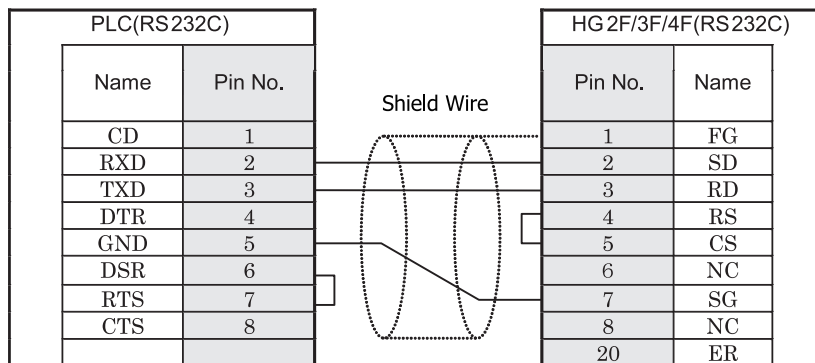 PLC(RS232C) HG2F/3F/4F(RS232C)
Name Pin No. Pin No. Name
Shield Wire
CD 1 1 FG
RXD 2 2 SD
TXD 3 3 RD
DTR 4 4 RS
GND 5 5 CS
DSR 6 6 NC
RTS 7 7 SG
CTS 8 8 NC
20 ER